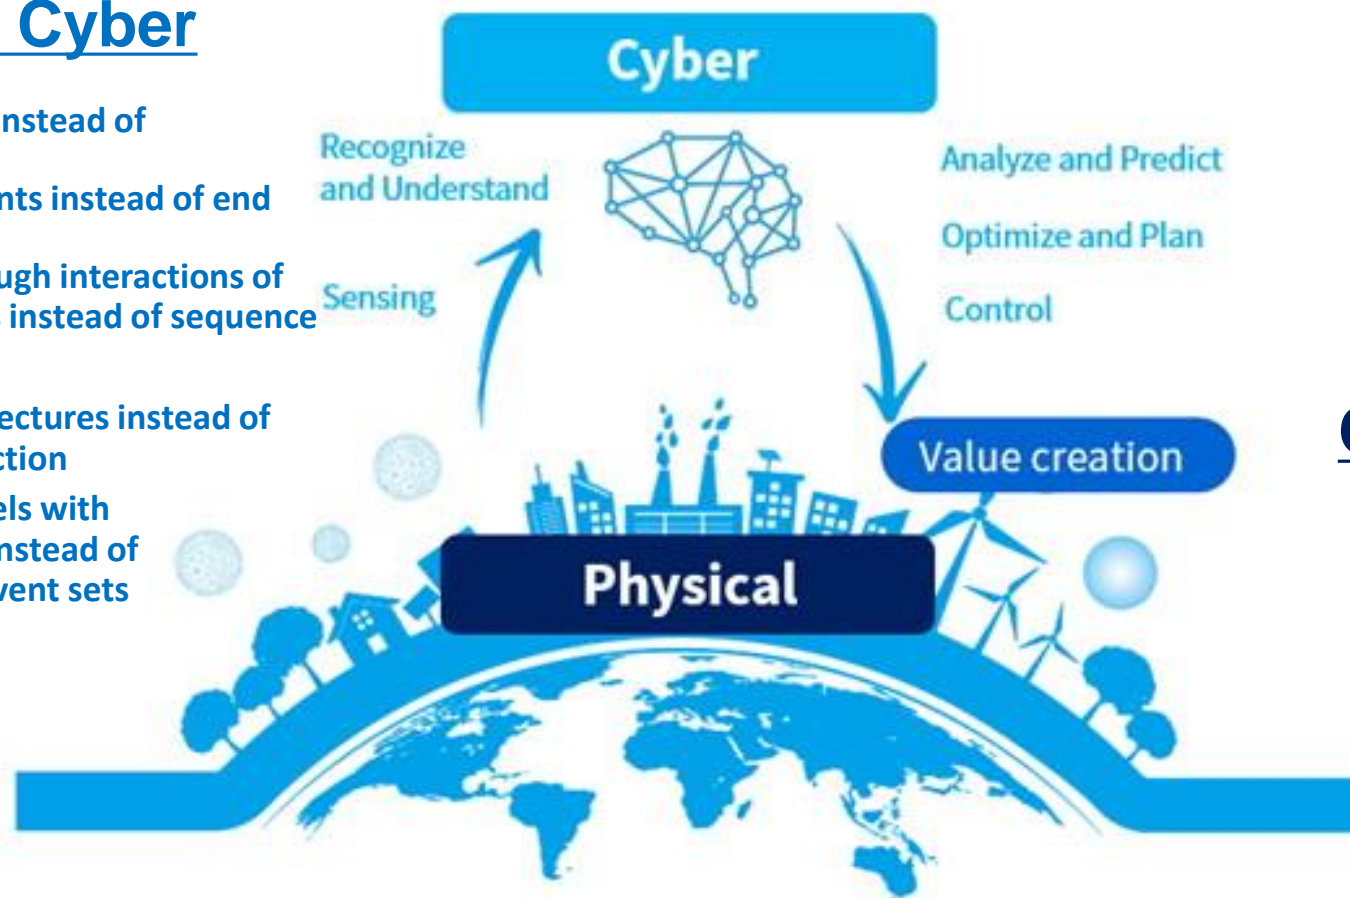 Cyber
instead of
nts instead of end
ugh interactions of
s instead of sequence
ectures instead of
ction
els with
nstead of
vent sets
Cyber
Recognize
and Understand
Sensing
Analyze and Predict
Optimize and Plan
Control
Value creation
Physical